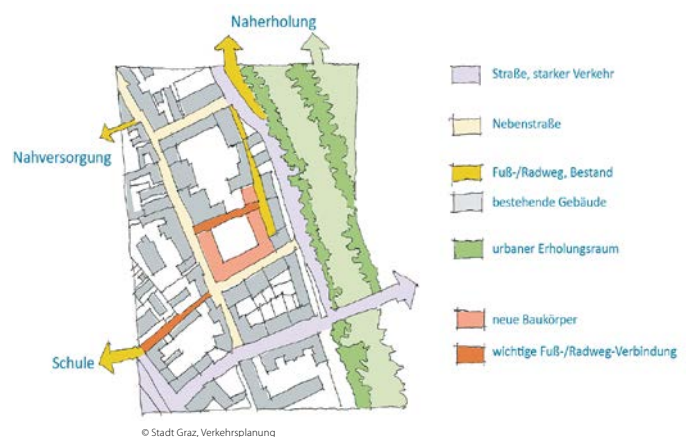 Naherholung
Nahversorgung
Schule
Straße, starker Verkehr
Nebenstraße
Fuß-/Radweg, Bestand
bestehende Gebäude
urbaner Erholungsraum
neue Baukörper
wichtige Fuß-/Radweg-Verbindung
© Stadt Graz, Verkehrsplanung